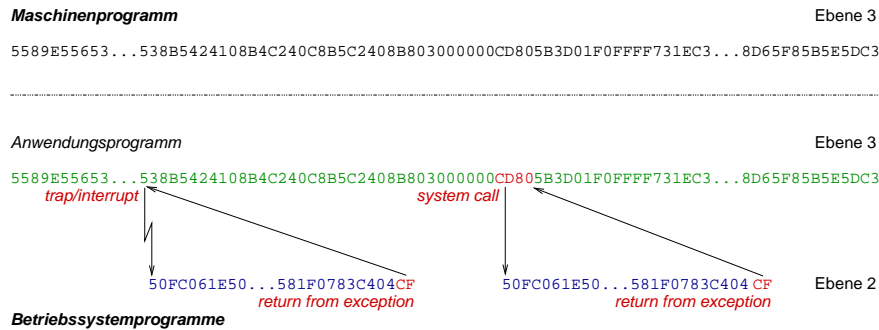 Maschinenprogramm Ebene 3
5589E55653...538B5424108B4C240C8B5C2408B803000000CD805B3D01F0FFFF731EC3...8D65F85B5E5DC3
Anwendungsprogramm Ebene 3
5589E55653...538B5424108B4C240C8B5C2408B803000000CD805B3D01F0FFFF731EC3...8D65F85B5E5DC3
trap/interrupt system call
50FC061E50...581F0783C404CF 50FC061E50...581F0783C404CF Ebene 2
return from exception return from exception
Betriebssystemprogramme